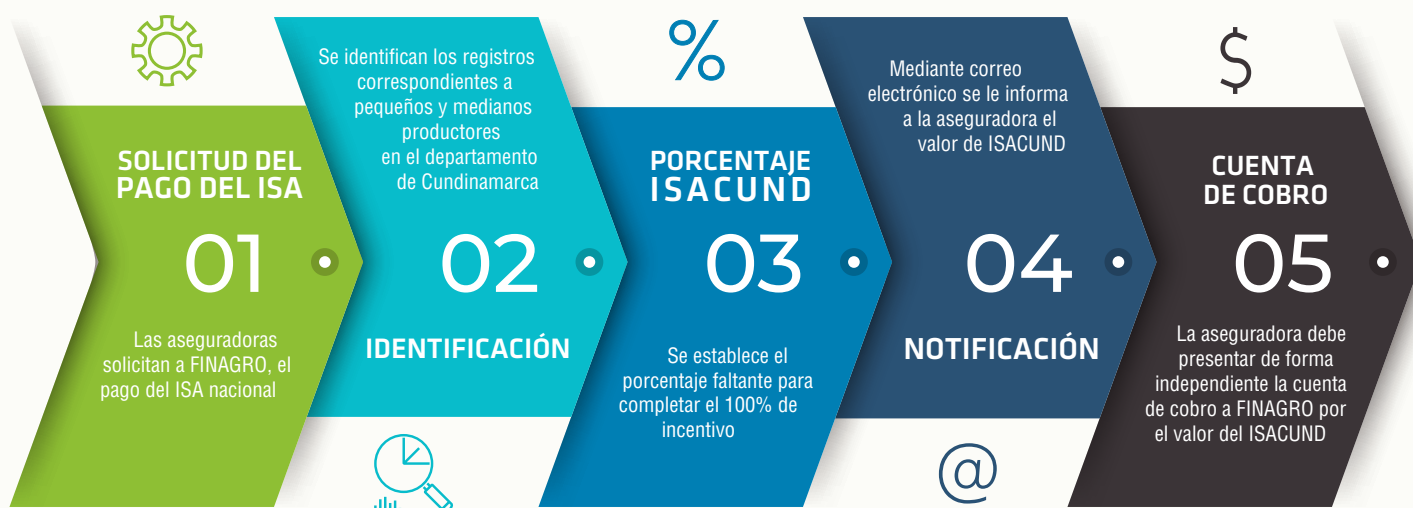 SOLICITUD DEL
PAGO DEL ISA
01
Las aseguradoras
solicitan a FINAGRO, el
pago del ISA nacional
Se identifican los registros
correspondientes a
pequeños y medianos
productores
en el departamento
de Cundinamarca
02
IDENTIFICACIÓN
%
PORCENTAJE
ISACUND
03
Se establece el
porcentaje faltante para
completar el 100% de
incentivo
Mediante correo
electrónico se le informa
a la aseguradora el
valor de ISACUND
04
NOTIFICACIÓN
@
$
CUENTA
DE COBRO
05
La aseguradora debe
presentar de forma
independiente la cuenta
de cobro a FINAGRO por
el valor del ISACUND